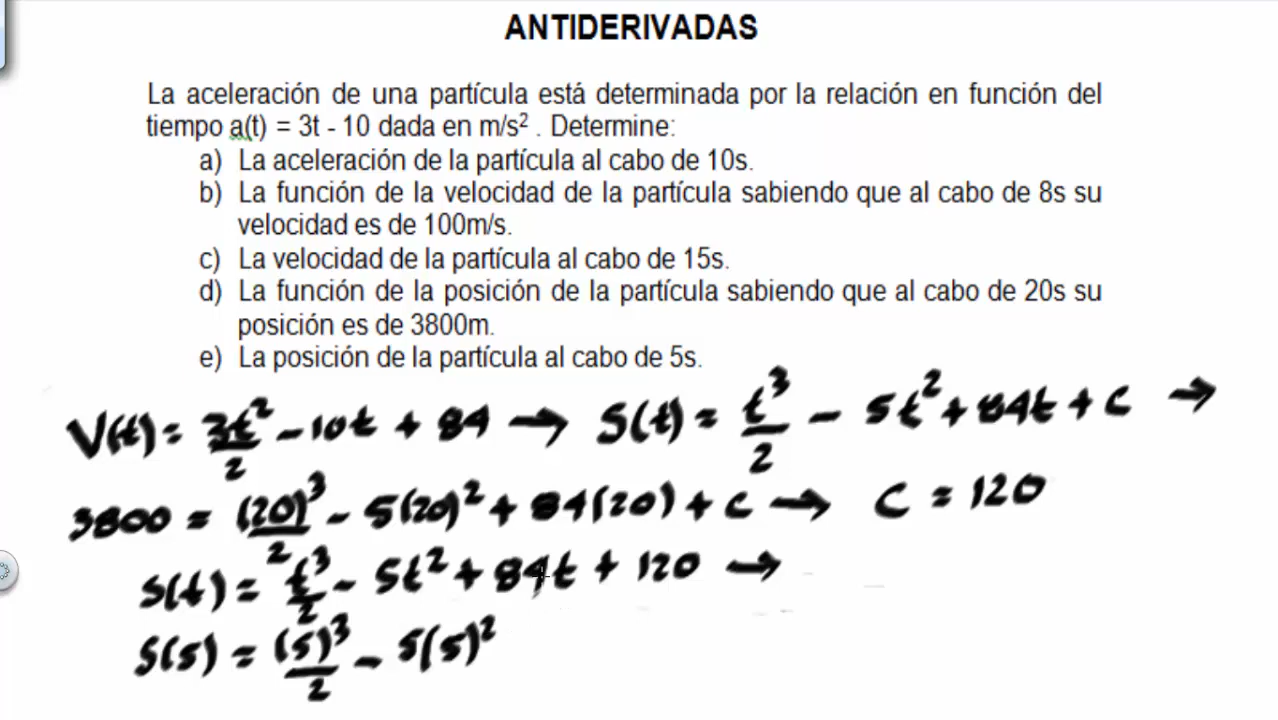 ANTIDERIVADAS
La aceleración de una partícula está determinada por la relación en función del
tiempo a(t) = 3t - 10 dada en m/s² . Determine:
a) La aceleración de la partícula al cabo de 10s.
b) La función de la velocidad de la partícula sabiendo que al cabo de 8s su
velocidad es de 100m/s.
c) La velocidad de la partícula al cabo de 15s.
d) La función de la posición de la partícula sabiendo que al cabo de 20s su
posición es de 3800m.
e) La posición de la partícula al cabo de 5s.
V(t) = 3t²/2 - 10t + 84 → S(t) = t³/2 - 5t² + 84t + C →
3800 = (20)³/2 - 5(20)² + 84(20) + C → C = 120
S(t) = t³/2 - 5t² + 84t + 120 →
S(5) = (5)³/2 - 5(5)²